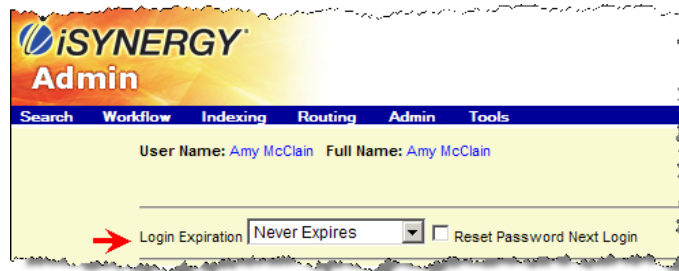 iSYNERGY
Admin
Search Workflow Indexing Routing Admin Tools
User Name: Amy McClain Full Name: Amy McClain
Login Expiration Never Expires Reset Password Next Login